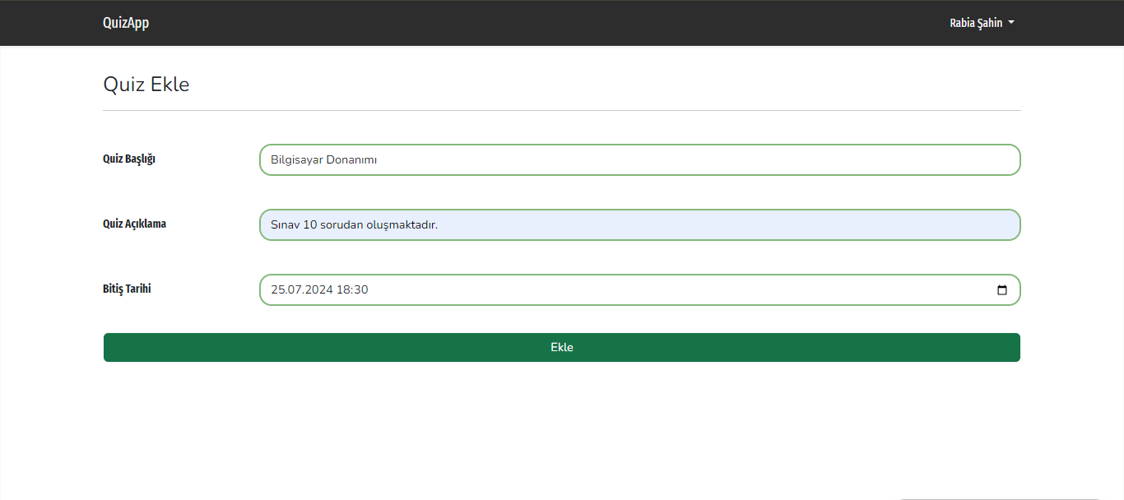 QuizApp
Rabia Şahin
Quiz Ekle
Quiz Başlığı
Bilgisayar Donanımı
Quiz Açıklama
Sınav 10 sorudan oluşmaktadır.
Bitiş Tarihi
25.07.2024 18:30
Ekle